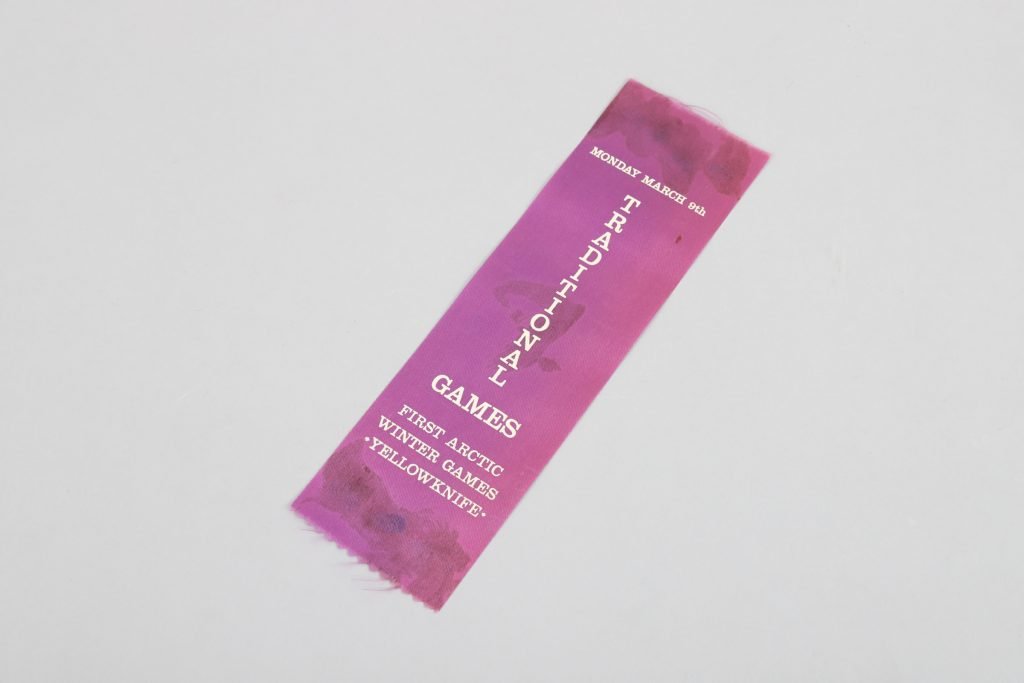 MONDAY MARCH 9th
TRADITIONAL
GAMES
FIRST ARCTIC
WINTER GAMES
•YELLOWKNIFE•